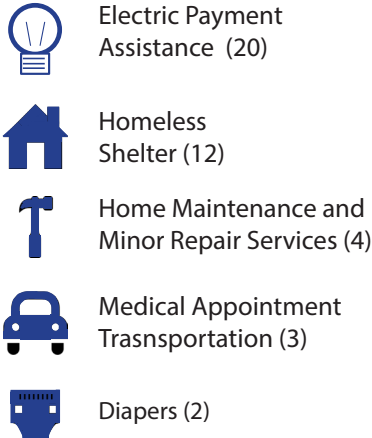 Electric Payment
Assistance  (20)
Homeless
Shelter (12)
Home Maintenance and
Minor Repair Services (4)
Medical Appointment
Trasnsportation (3)
Diapers (2)